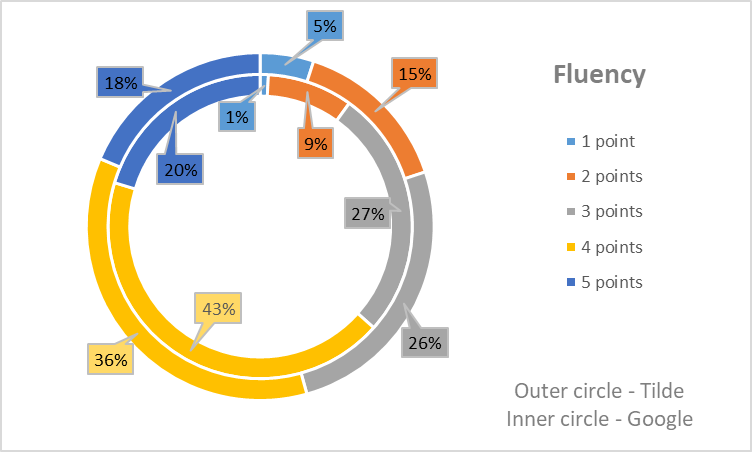 5%
18%
15%
1%
9%
20%
27%
43%
36%
26%
Fluency
1 point
2 points
3 points
4 points
5 points
Outer circle - Tilde
Inner circle - Google